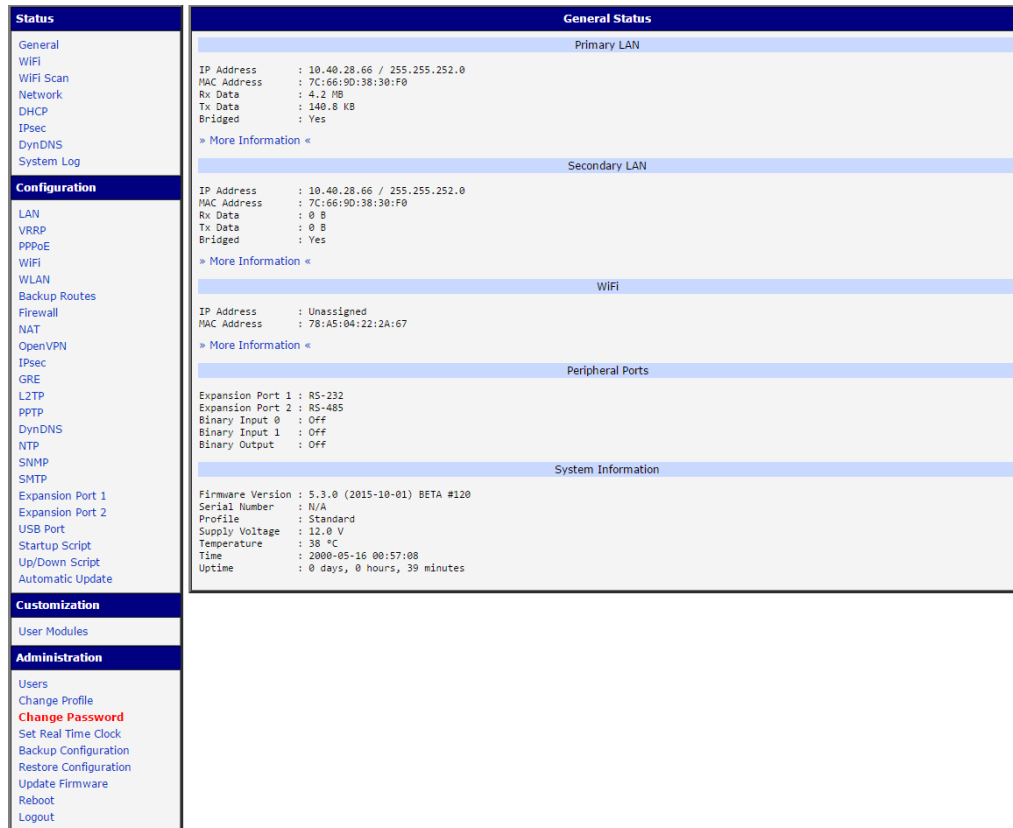 Status
General
WiFi
WiFi Scan
Network
DHCP
IPsec
DynDNS
System Log
Configuration
LAN
VRRP
PPPoE
WiFi
WLAN
Backup Routes
Firewall
NAT
OpenVPN
IPsec
GRE
L2TP
PPTP
DynDNS
NTP
SNMP
SMTP
Expansion Port 1
Expansion Port 2
USB Port
Startup Script
Up/Down Script
Automatic Update
Customization
User Modules
Administration
Users
Change Profile
Change Password
Set Real Time Clock
Backup Configuration
Restore Configuration
Update Firmware
Reboot
Logout
General Status
Primary LAN
IP Address : 10.40.28.66 / 255.255.252.0
MAC Address : 7C:66:9D:38:30:F0
Rx Data : 4.2 MB
Tx Data : 140.8 KB
Bridged : Yes
» More Information «
Secondary LAN
IP Address : 10.40.28.66 / 255.255.252.0
MAC Address : 7C:66:9D:38:30:F0
Rx Data : 0 B
Tx Data : 0 B
Bridged : Yes
» More Information «
WiFi
IP Address : Unassigned
MAC Address : 78:A5:04:22:2A:67
» More Information «
Peripheral Ports
Expansion Port 1 : RS-232
Expansion Port 2 : RS-485
Binary Input 0 : Off
Binary Input 1 : Off
Binary Output : Off
System Information
Firmware Version : 5.3.0 (2015-10-01) BETA #120
Serial Number : N/A
Profile : Standard
Supply Voltage : 12.0 V
Temperature : 38 °C
Time : 2000-05-16 00:57:08
Uptime : 0 days, 0 hours, 39 minutes